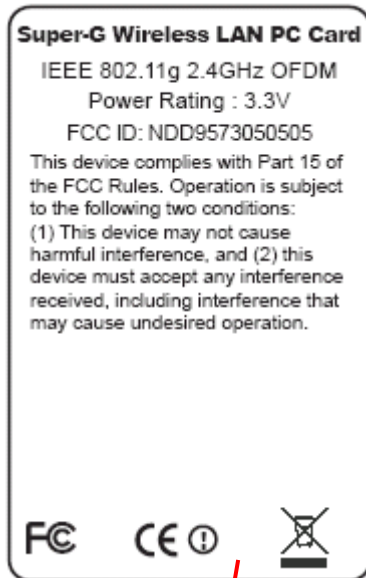 Super-G Wireless LAN PC Card
IEEE 802.11g 2.4GHz OFDM
Power Rating : 3.3V
FCC ID: NDD9573050505
This device complies with Part 15 of
the FCC Rules. Operation is subject
to the following two conditions:
(1) This device may not cause
harmful interference, and (2) this
device must accept any interference
received, including interference that
may cause undesired operation.
FC CE !